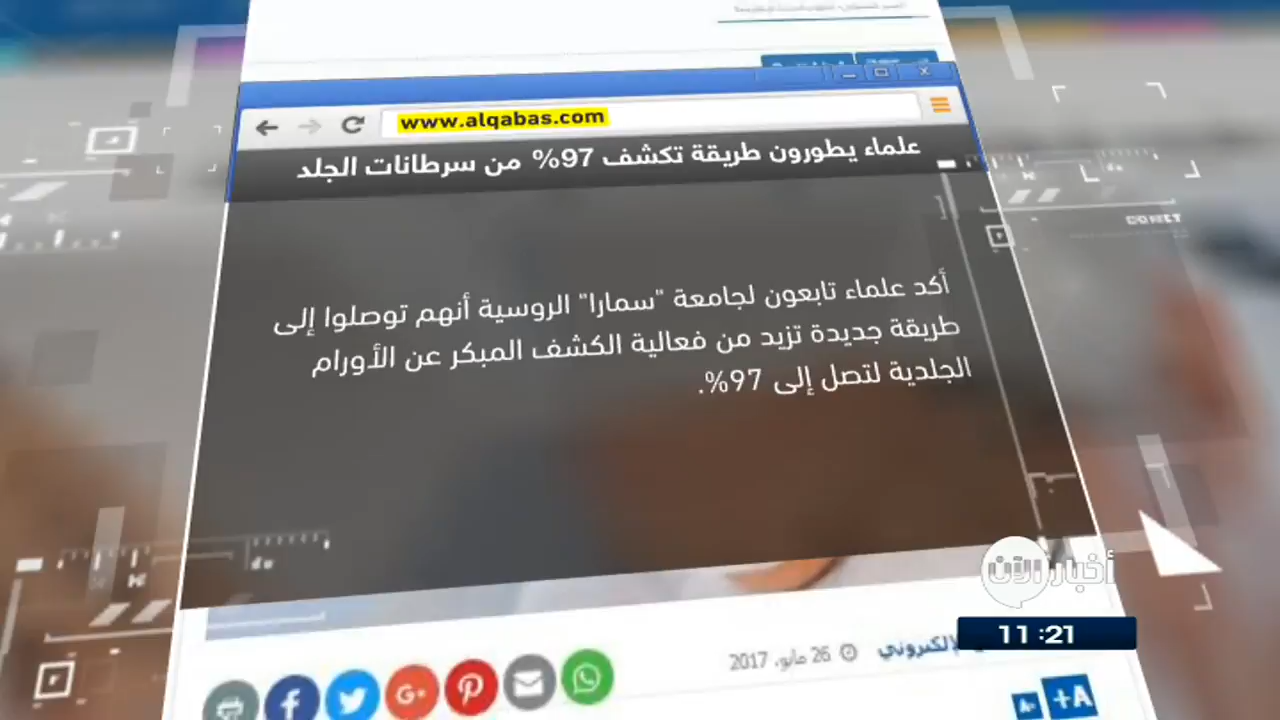 www.alqabas.com
علماء يطورون طريقة تكشف 97% من سرطانات الجلد
COMET
أكد علماء تابعون لجامعة "سمارا" الروسية أنهم توصلوا إلى
طريقة جديدة تزيد من فعالية الكشف المبكر عن الأورام
الجلدية لتصل إلى 97%.
أخبار الآن
11:21
الإلكتروني
26 مايو، 2017
A+
A-